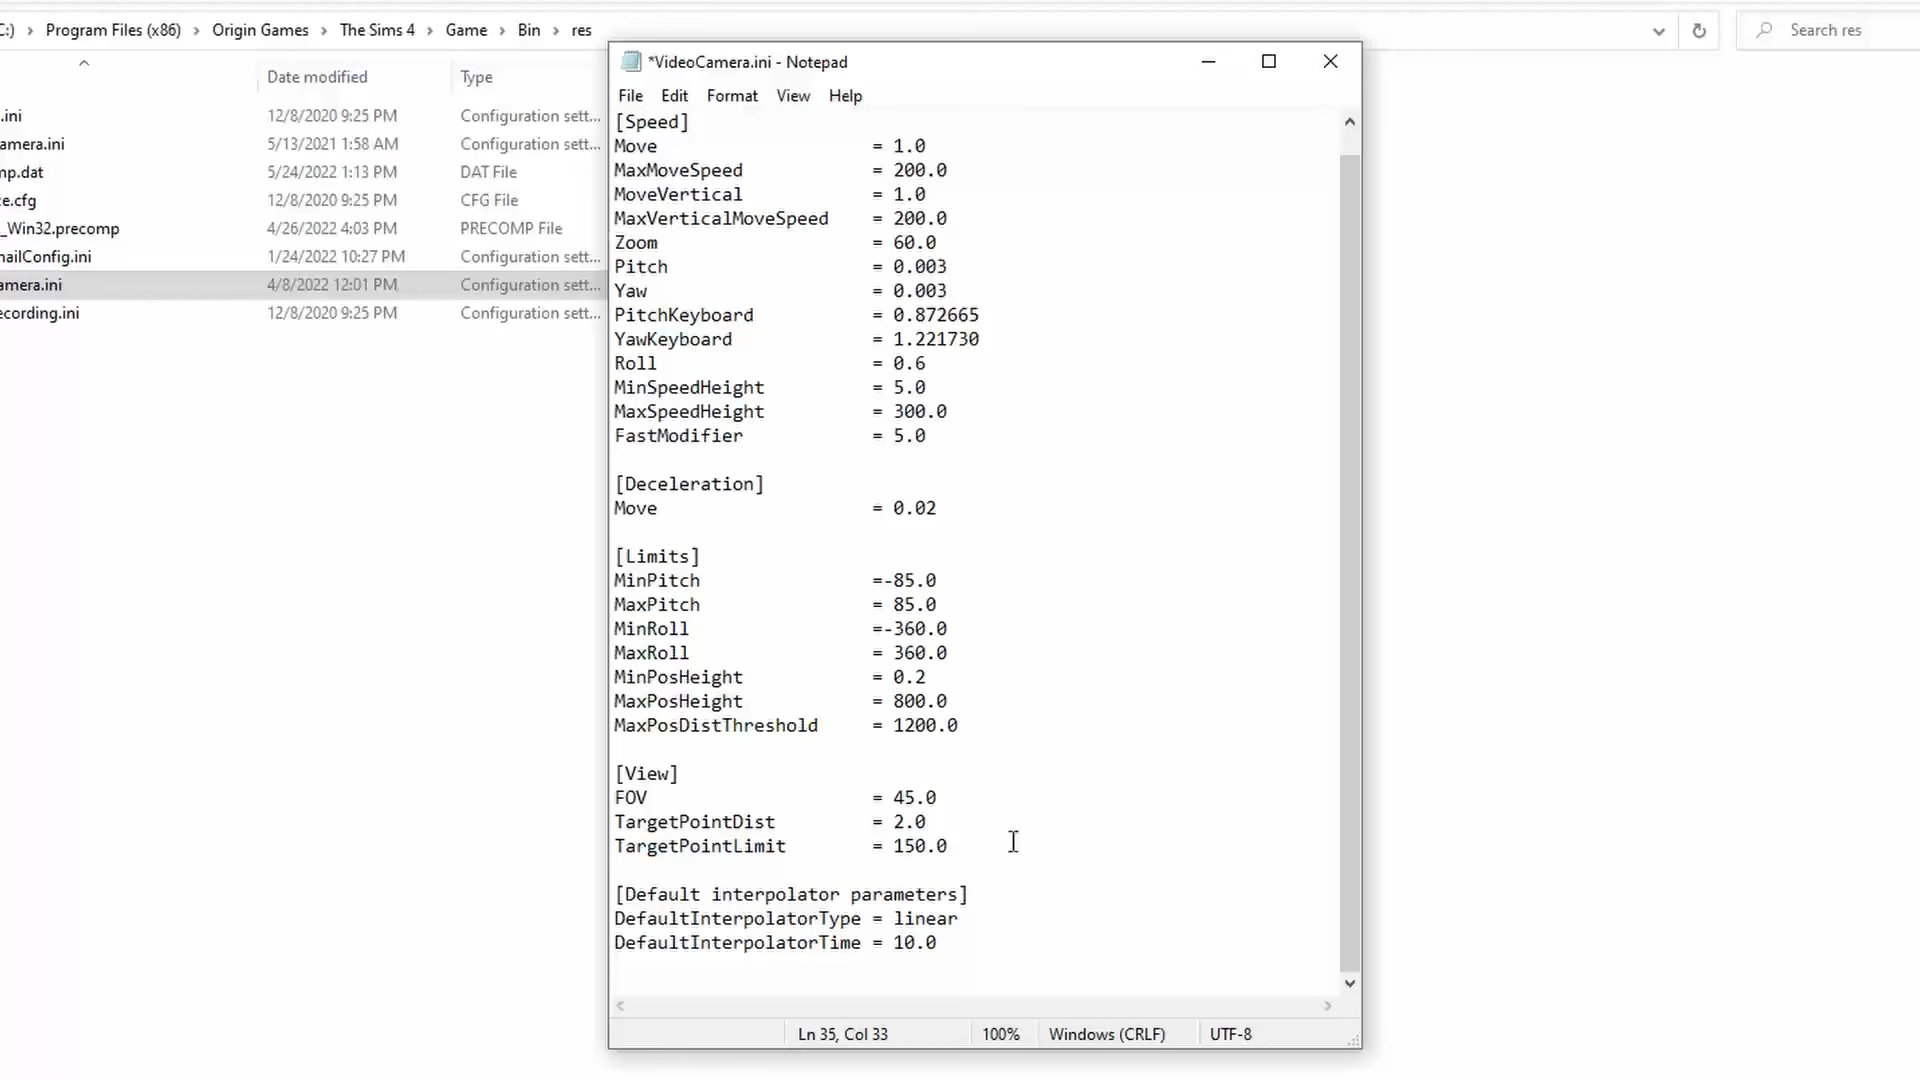 C:) > Program Files (x86) > Origin Games > The Sims 4 > Game > Bin > res
Search res
Date modified Type
.ini 12/8/2020 9:25 PM Configuration sett...
amera.ini 5/13/2021 1:58 AM Configuration sett...
mp.dat 5/24/2022 1:13 PM DAT File
ce.cfg 12/8/2020 9:25 PM CFG File
_Win32.precomp 4/26/2022 4:03 PM PRECOMP File
nailConfig.ini 1/24/2022 10:27 PM Configuration sett...
amera.ini 4/8/2022 12:01 PM Configuration sett...
ecording.ini 12/8/2020 9:25 PM Configuration sett...
*VideoCamera.ini - Notepad
File Edit Format View Help
[Speed]
Move = 1.0
MaxMoveSpeed = 200.0
MoveVertical = 1.0
MaxVerticalMoveSpeed = 200.0
Zoom = 60.0
Pitch = 0.003
Yaw = 0.003
PitchKeyboard = 0.872665
YawKeyboard = 1.221730
Roll = 0.6
MinSpeedHeight = 5.0
MaxSpeedHeight = 300.0
FastModifier = 5.0
[Deceleration]
Move = 0.02
[Limits]
MinPitch =-85.0
MaxPitch = 85.0
MinRoll =-360.0
MaxRoll = 360.0
MinPosHeight = 0.2
MaxPosHeight = 800.0
MaxPosDistThreshold = 1200.0
[View]
FOV = 45.0
TargetPointDist = 2.0
TargetPointLimit = 150.0
[Default interpolator parameters]
DefaultInterpolatorType = linear
DefaultInterpolatorTime = 10.0
Ln 35, Col 33 100% Windows (CRLF) UTF-8